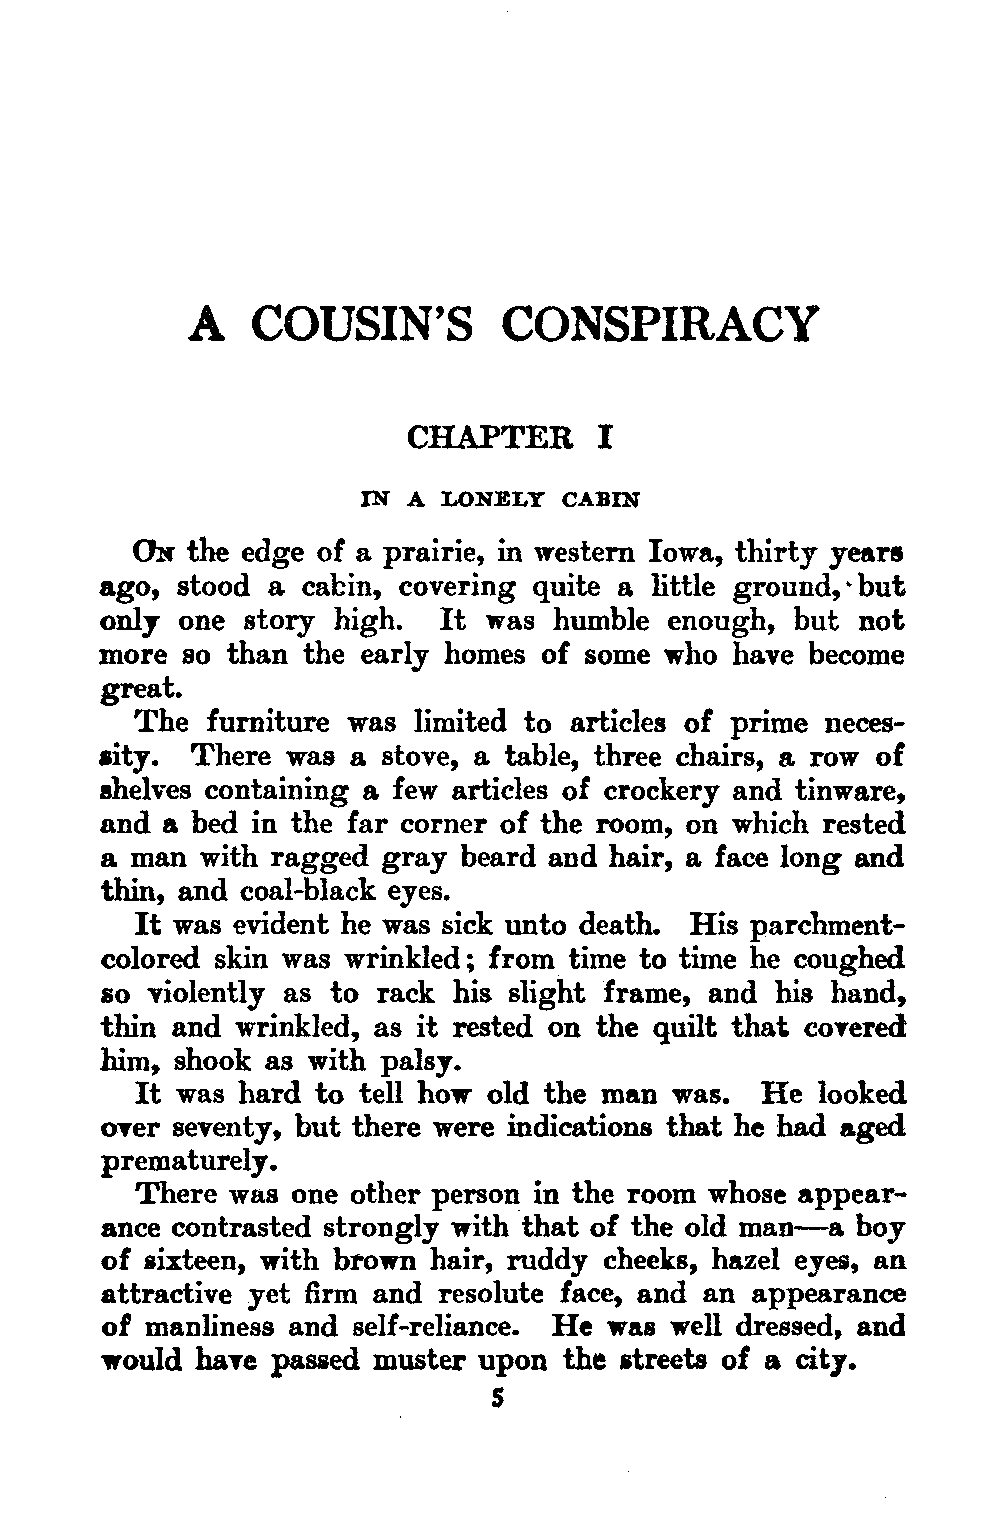 A COUSIN'S CONSPIRACY
CHAPTER I
IN A LONELY CABIN
ON the edge of a prairie, in western Iowa, thirty years
ago, stood a cabin, covering quite a little ground, but
only one story high. It was humble enough, but not
more so than the early homes of some who have become
great.
The furniture was limited to articles of prime neces-
sity. There was a stove, a table, three chairs, a row of
shelves containing a few articles of crockery and tinware,
and a bed in the far corner of the room, on which rested
a man with ragged gray beard and hair, a face long and
thin, and coal-black eyes.
It was evident he was sick unto death. His parchment-
colored skin was wrinkled; from time to time he coughed
so violently as to rack his slight frame, and his hand,
thin and wrinkled, as it rested on the quilt that covered
him, shook as with palsy.
It was hard to tell how old the man was. He looked
over seventy, but there were indications that he had aged
prematurely.
There was one other person in the room whose appear-
ance contrasted strongly with that of the old man—a boy
of sixteen, with brown hair, ruddy cheeks, hazel eyes, an
attractive yet firm and resolute face, and an appearance
of manliness and self-reliance. He was well dressed, and
would have passed muster upon the streets of a city.
5